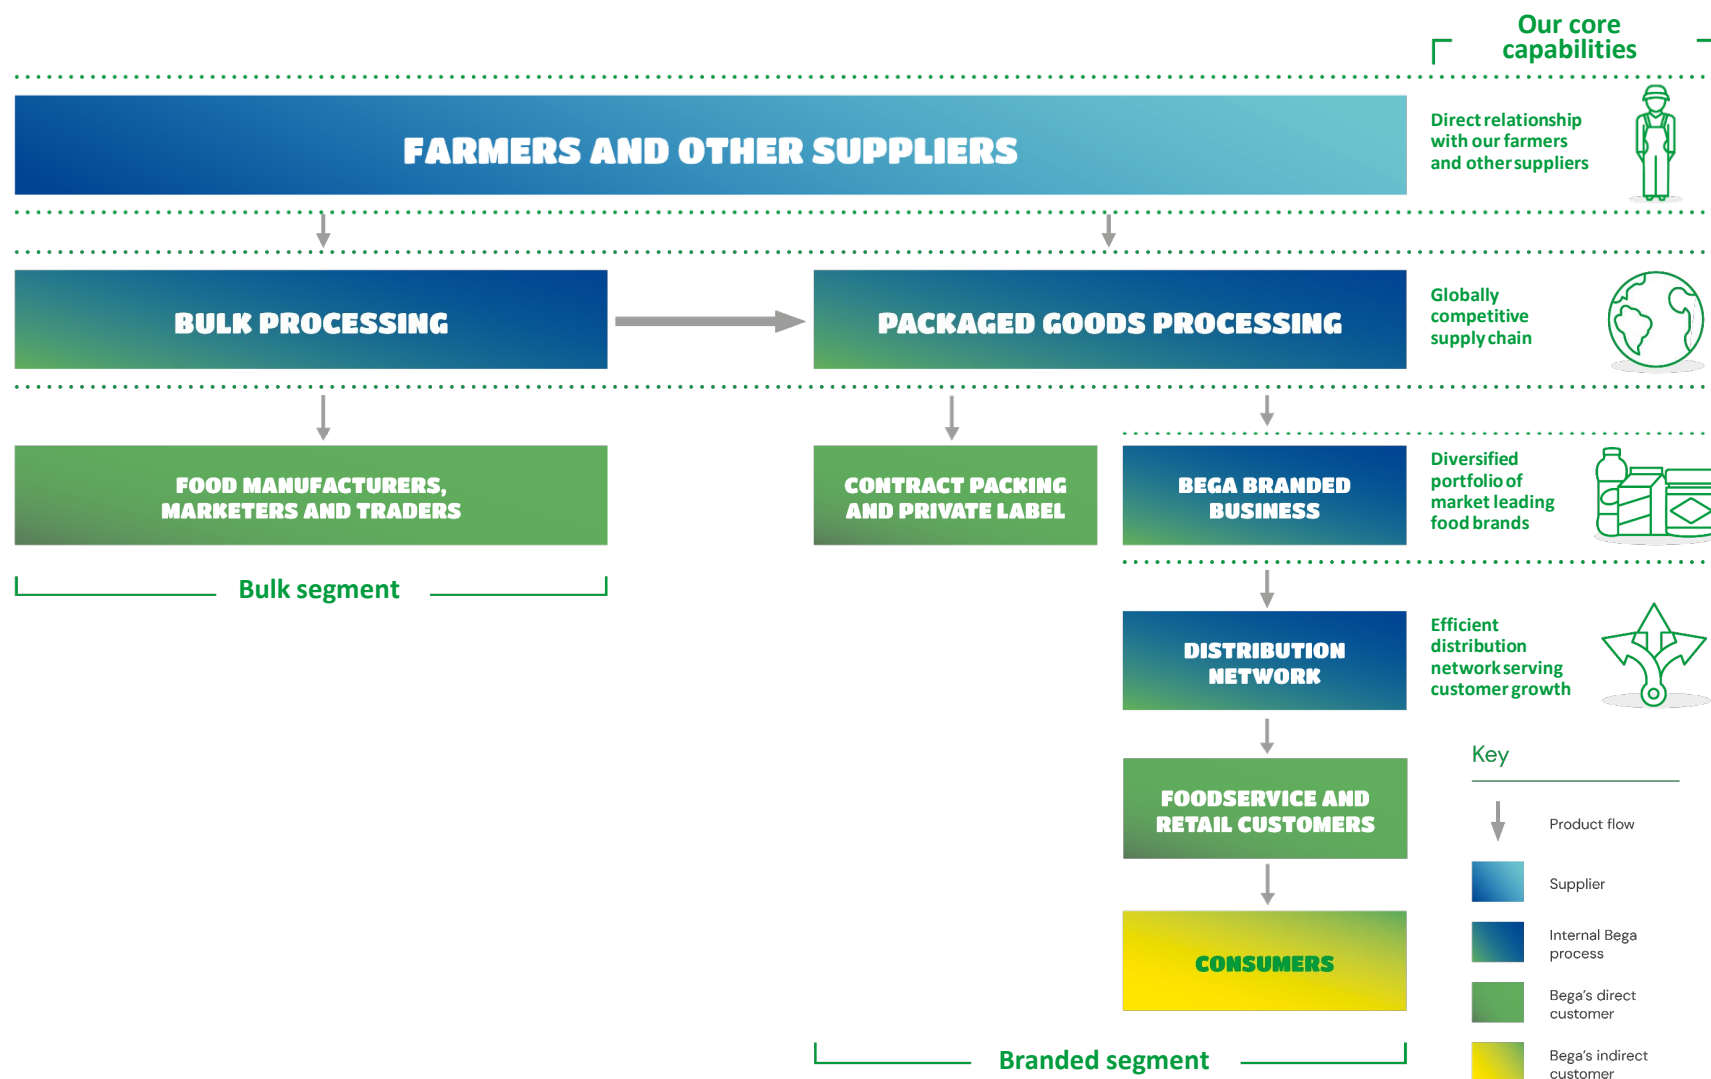 Our core
capabilities
FARMERS AND OTHER SUPPLIERS
Direct relationship
with our farmers
and other suppliers
BULK PROCESSING
PACKAGED GOODS PROCESSING
Globally
competitive
supply chain
FOOD MANUFACTURERS,
MARKETERS AND TRADERS
CONTRACT PACKING
AND PRIVATE LABEL
BEGA BRANDED
BUSINESS
Diversified
portfolio of
market leading
food brands
Bulk segment
DISTRIBUTION
NETWORK
Efficient
distribution
network serving
customer growth
FOODSERVICE AND
RETAIL CUSTOMERS
CONSUMERS
Branded segment
Key
Product flow
Supplier
Internal Bega
process
Bega's direct
customer
Bega's indirect
customer